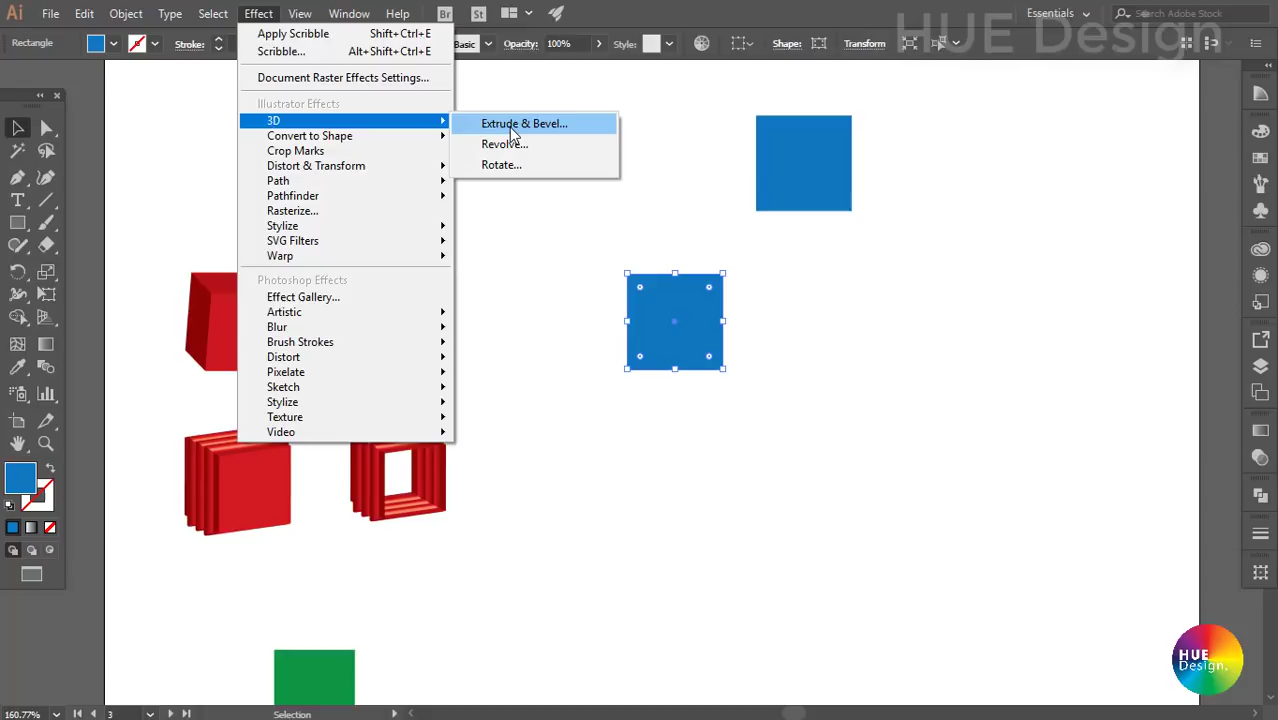 Ai File Edit Object Type Select Effect View Window Help Br St Essentials Search Adobe Stock
HUE Design
Rectangle Stroke: Basic Opacity: 100% Style: Shape: Transform
Apply Scribble Shift+Ctrl+E
Scribble... Alt+Shift+Ctrl+E
Document Raster Effects Settings...
Illustrator Effects
3D
Extrude & Bevel...
Revolve...
Rotate...
Convert to Shape
Crop Marks
Distort & Transform
Path
Pathfinder
Rasterize...
Stylize
SVG Filters
Warp
Photoshop Effects
Effect Gallery...
Artistic
Blur
Brush Strokes
Distort
Pixelate
Sketch
Stylize
Texture
Video
HUE
Design.
160.77% 3 Selection